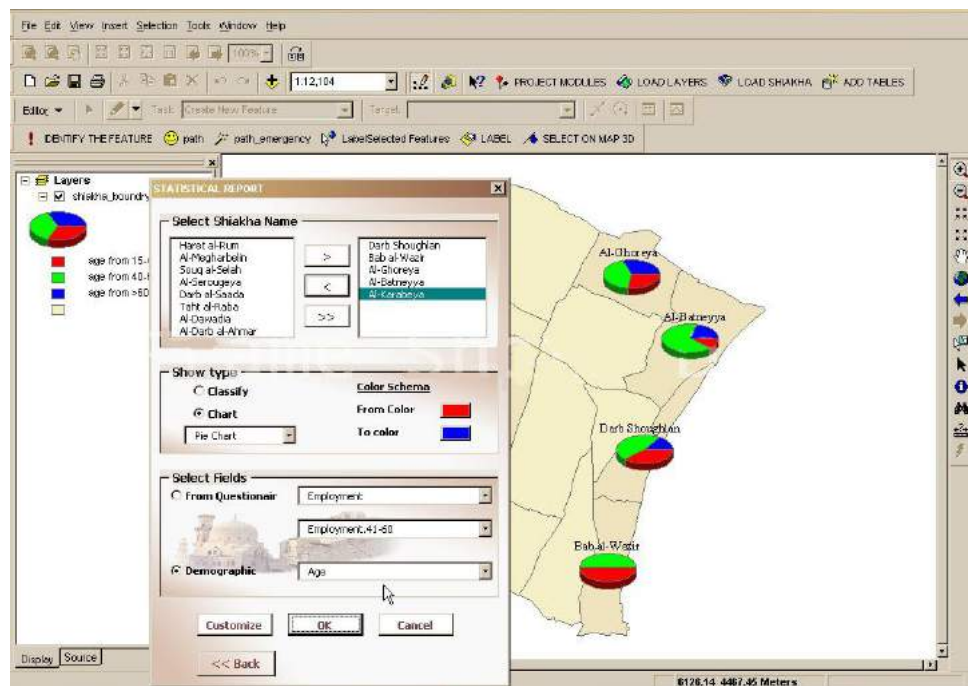 File Edit View Insert Selection Tools Window Help
100%
1:12,104 PROJECT MODULES LOAD LAYERS LOAD SHIAKHA ADD TABLES
Editor Task: Create New Feature Target:
IDENTIFY THE FEATURE path path_emergency LabelSelected Features LABEL SELECT ON MAP 3D
Layers
shiakha_boundry
age from 15-
age from 40-
age from >60
STATISTICAL REPORT
Select Shiakha Name
Haret al-Rum
Al-Megharbelin
Souq al-Selah
Al-Serougeya
Darb al-Saada
Taht al-Raba
Al-Dawadia
Al-Darb al-Ahmar
>
<
>>
Darb Shoughlan
Bab al-Wazir
Al-Ghoreya
Al-Batneyya
Al-Karabeya
Show type
Classify
Chart
Pie Chart
Color Schema
From Color
To color
Select Fields
From Questionair Employment
Employment.41-60
Demographic Age
Customize OK Cancel
<< Back
Al-Ghoreya
Al-Batneyya
Darb Shoughlan
Bab al-Wazir
Display Source
6126.14 4467.45 Meters